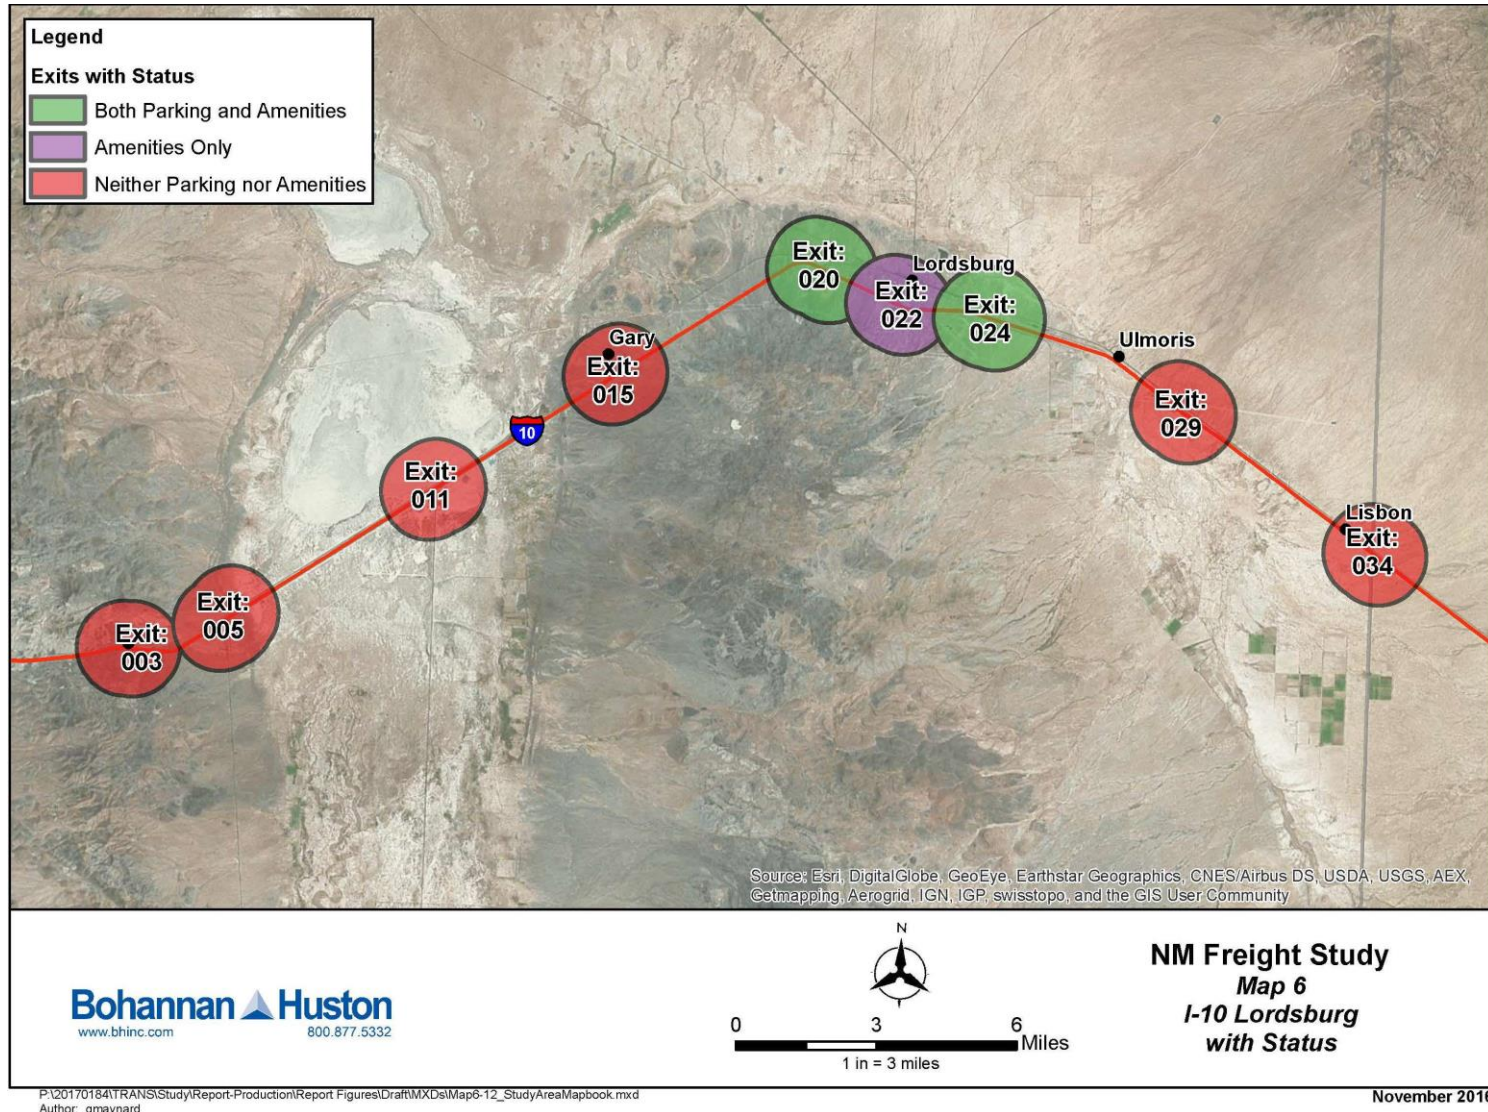 Legend
Exits with Status
Both Parking and Amenities
Amenities Only
Neither Parking nor Amenities
Exit:
020
Lordsburg
Exit:
022
Exit:
024
Ulmoris
Gary
Exit:
015
Exit:
029
10
Exit:
011
Lisbon
Exit:
034
Exit:
005
Exit:
003
Source: Esri, DigitalGlobe, GeoEye, Earthstar Geographics, CNES/Airbus DS, USDA, USGS, AEX,
Getmapping, Aerogrid, IGN, IGP, swisstopo, and the GIS User Community
Bohannan Huston
www.bhinc.com 800.877.5332
N
0 3 6
Miles
1 in = 3 miles
NM Freight Study
Map 6
I-10 Lordsburg
with Status
P:\20170184\TRANS\Study\Report-Production\Report Figures\Draft\MXDs\Map6-12_StudyAreaMapbook.mxd
Author: gmaynard
November 2016